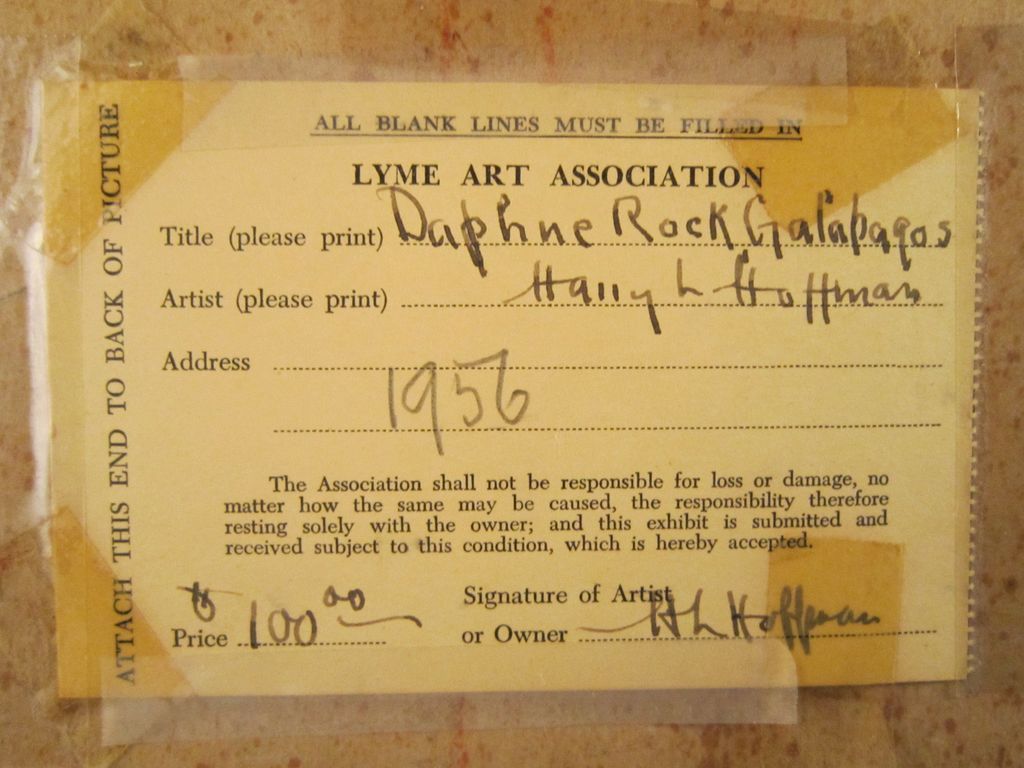 ATTACH THIS END TO BACK OF PICTURE
ALL BLANK LINES MUST BE FILLED IN
LYME ART ASSOCIATION
Title (please print) Daphne Rock Galapagos
Artist (please print) Harry L Hoffman
Address
1956
The Association shall not be responsible for loss or damage, no
matter how the same may be caused, the responsibility therefore
resting solely with the owner; and this exhibit is submitted and
received subject to this condition, which is hereby accepted.
Signature of Artist
Price $100.00 or Owner HL Hoffman